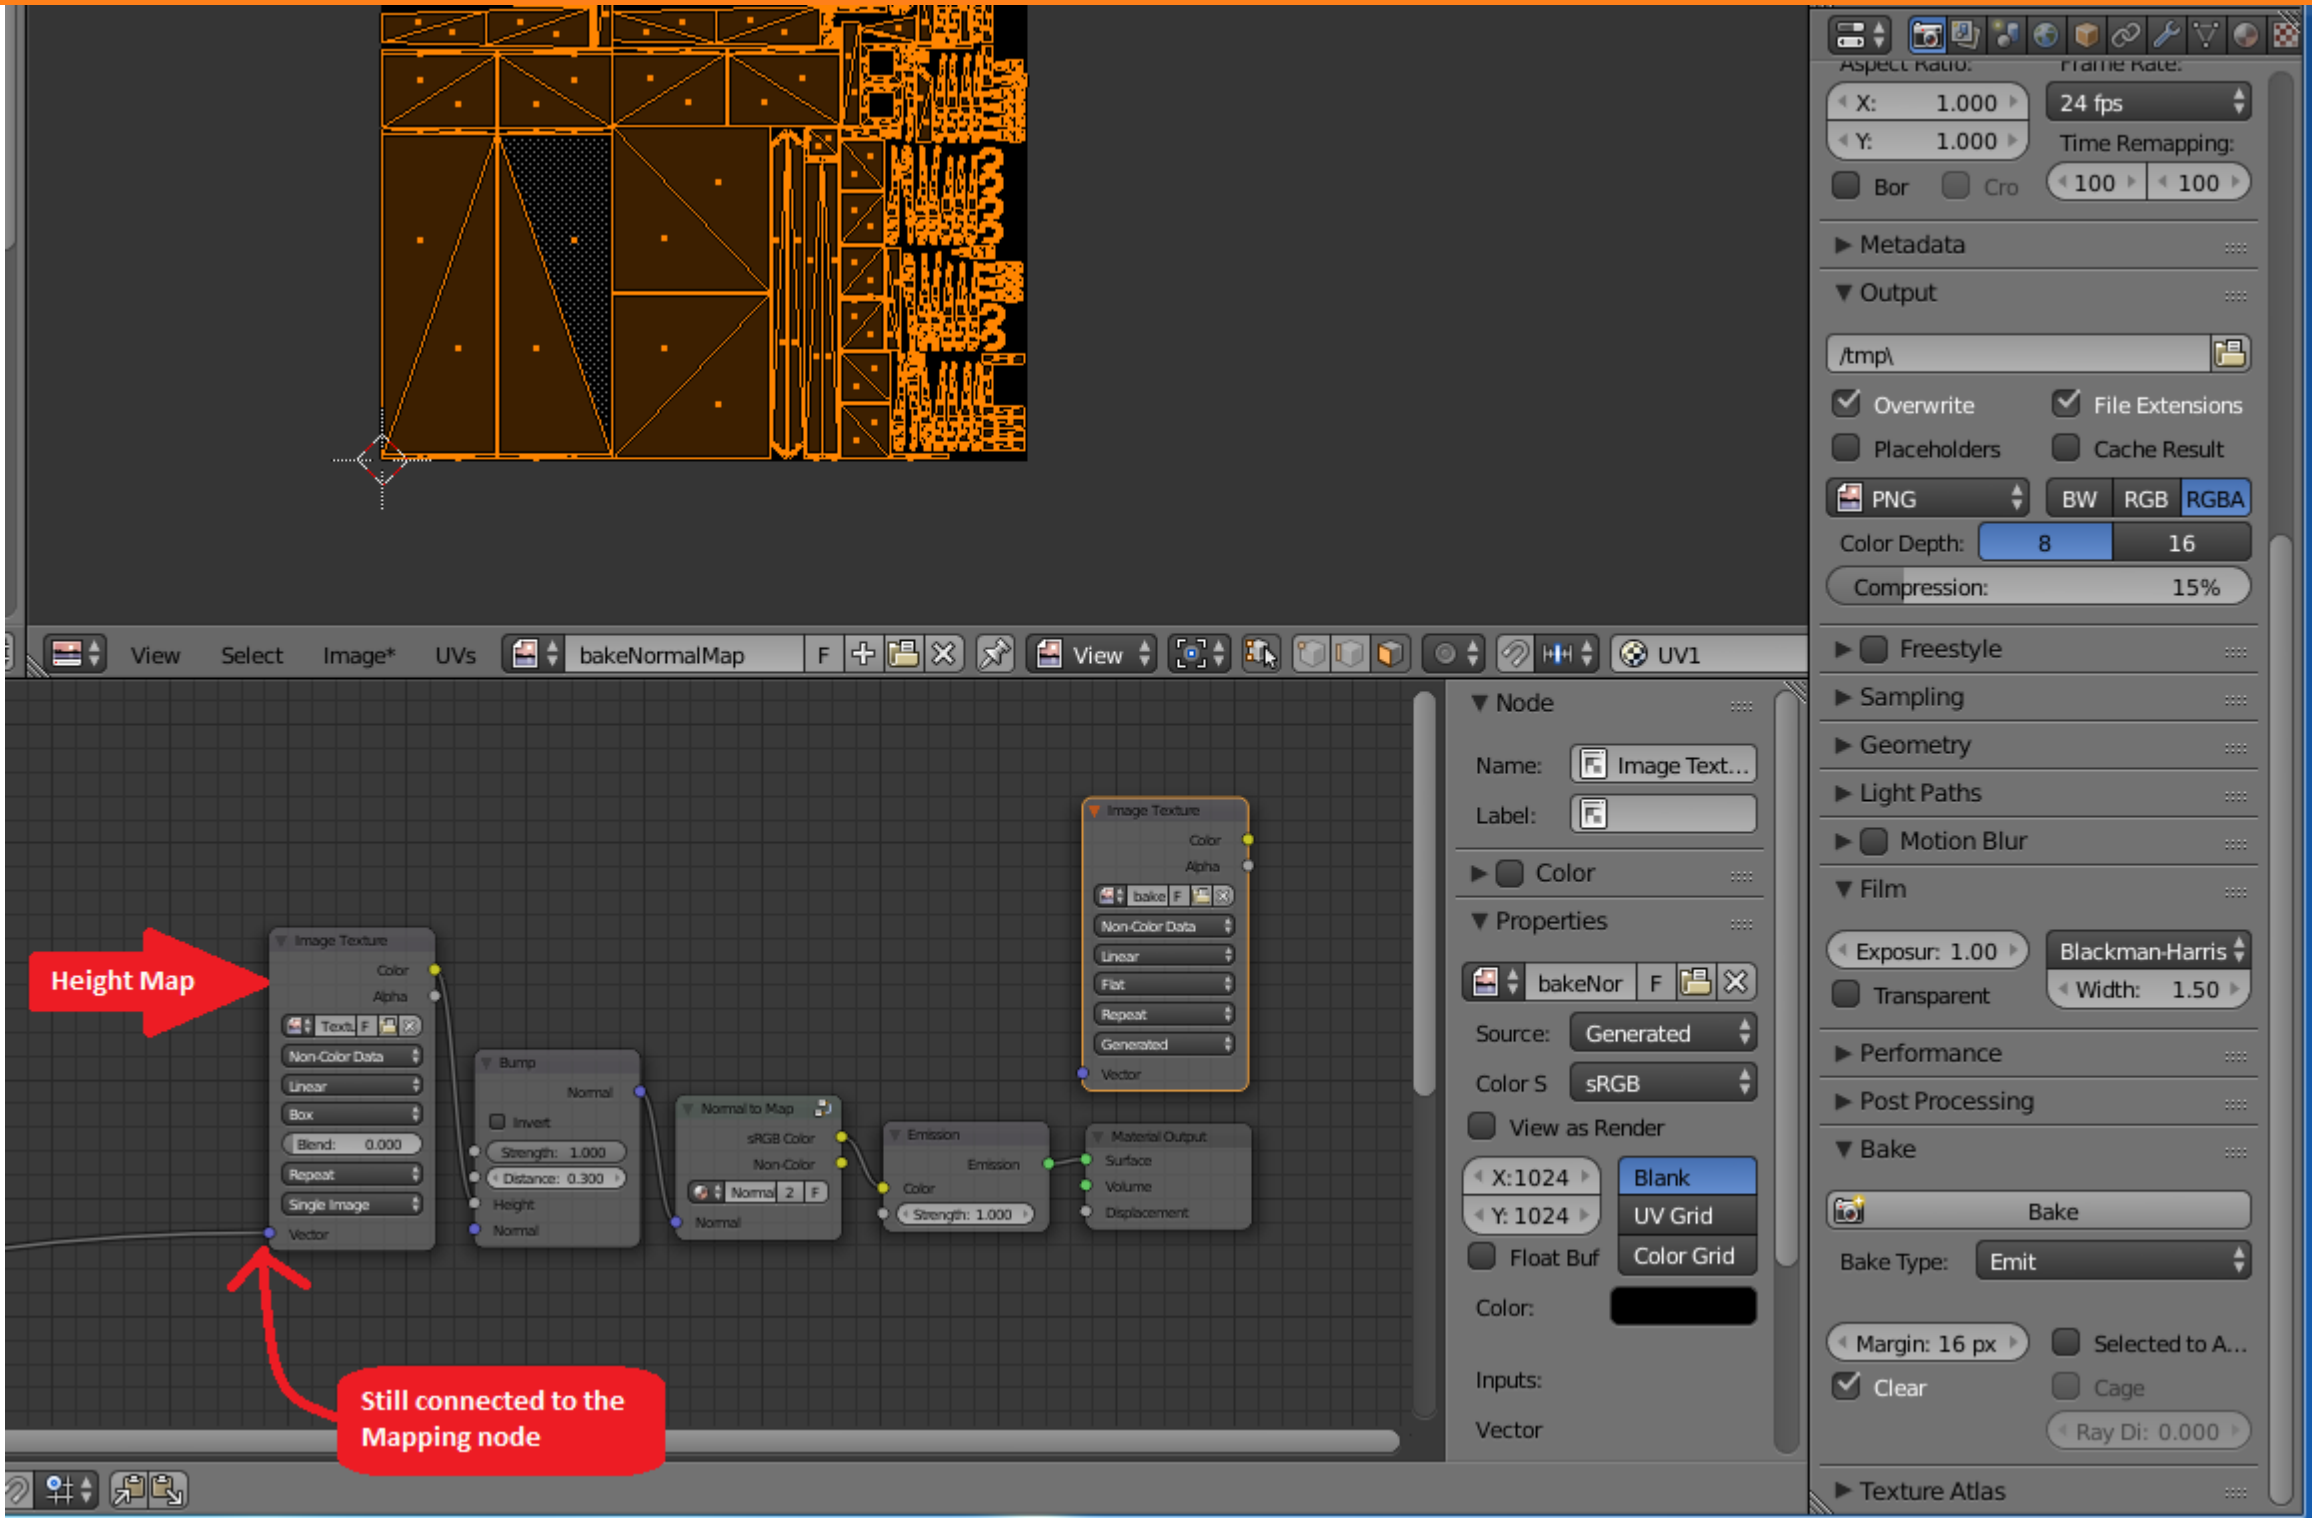 Aspect Ratio:
Frame Rate:
X: 1.000
24 fps
Y: 1.000
Time Remapping:
Bor
Cro
100
100
Metadata
Output
/tmp\
Overwrite
File Extensions
Placeholders
Cache Result
PNG
BW
RGB
RGBA
Color Depth:
8
16
Compression: 15%
Freestyle
Sampling
Geometry
Light Paths
Motion Blur
Film
Exposur: 1.00
Blackman-Harris
Transparent
Width: 1.50
Performance
Post Processing
Bake
Bake
Bake Type:
Emit
Margin: 16 px
Selected to A...
Clear
Cage
Ray Di: 0.000
Texture Atlas
View
Select
Image*
UVs
bakeNormalMap
F
View
UV1
Node
Name:
Image Text...
Label:
Color
Properties
bakeNor
F
Source:
Generated
Color S
sRGB
View as Render
X:1024
Blank
Y: 1024
UV Grid
Float Buf
Color Grid
Color:
Inputs:
Vector
Height Map
Image Texture
Color
Alpha
Text
F
Non-Color Data
Linear
Box
Blend: 0.000
Repeat
Single Image
Vector
Bump
Normal
Invert
Strength: 1.000
Distance: 0.300
Height
Normal
Normal to Map
sRGB Color
Non-Color
Normal
2
F
Normal
Emission
Emission
Color
Strength: 1.000
Image Texture
Color
Alpha
bake
F
Non-Color Data
Linear
Flat
Repeat
Generated
Vector
Material Output
Surface
Volume
Displacement
Still connected to the
Mapping node